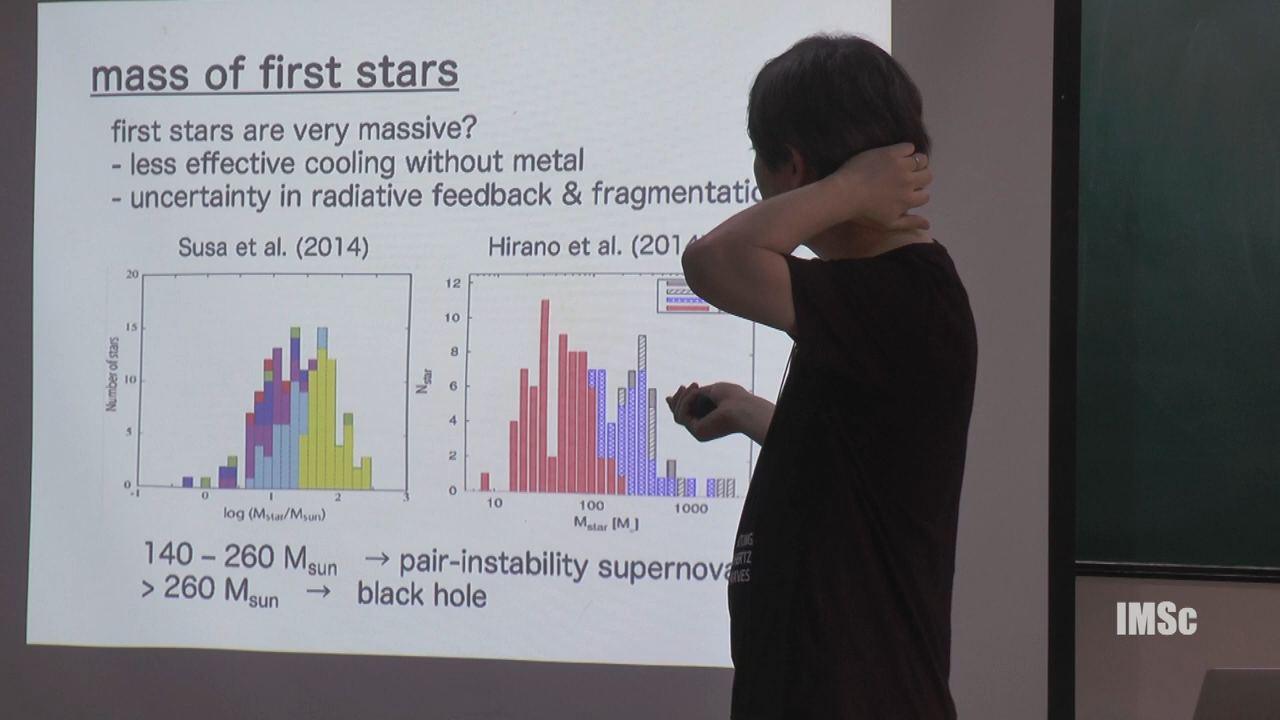 mass of first stars
first stars are very massive?
- less effective cooling without metal
- uncertainty in radiative feedback & fragmentatio
Susa et al. (2014)
Hirano et al. (2014
20
15
10
5
0
Number of stars
-1 0 1 2 3
log (Mstar/Msun)
12
10
8
6
4
2
0
Nstar
10 100 1000
Mstar [M ]
140 – 260 Msun → pair-instability supernova
> 260 Msun → black hole
IMSc